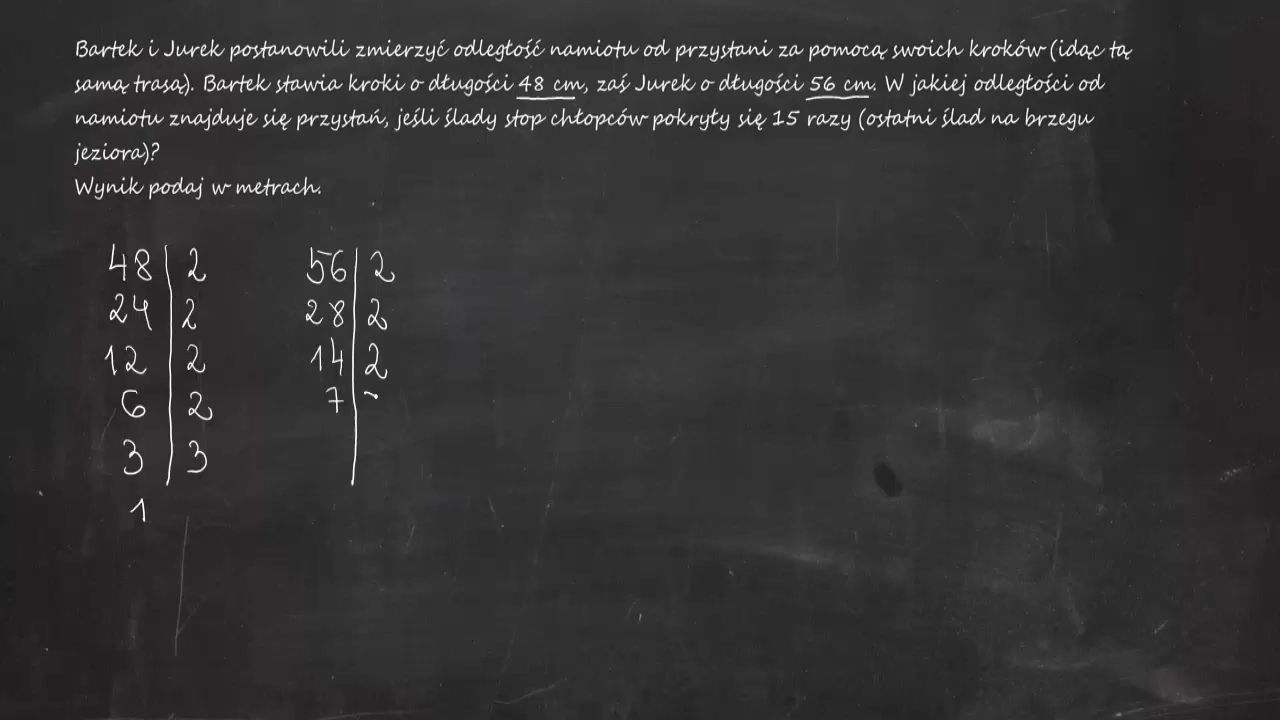 Bartek i Jurek postanowili zmierzyć odległość namiotu od przystani za pomocą swoich kroków (idąc tą
samą trasą). Bartek stawia kroki o długości 48 cm, zaś Jurek o długości 56 cm. W jakiej odległości od
namiotu znajduje się przystań, jeśli ślady stop chłopców pokryły się 15 razy (ostatni ślad na brzegu
jeziora)?
Wynik podaj w metrach.
48 | 2 56 | 2
24 | 2 28 | 2
12 | 2 14 | 2
6 | 2 7 |
3 | 3
1